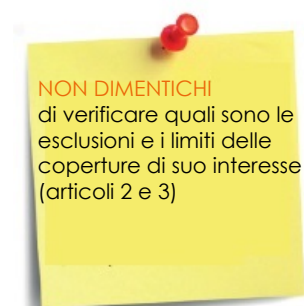 NON DIMENTICHI
di verificare quali sono le
esclusioni e i limiti delle
coperture di suo interesse
(articoli 2 e 3)